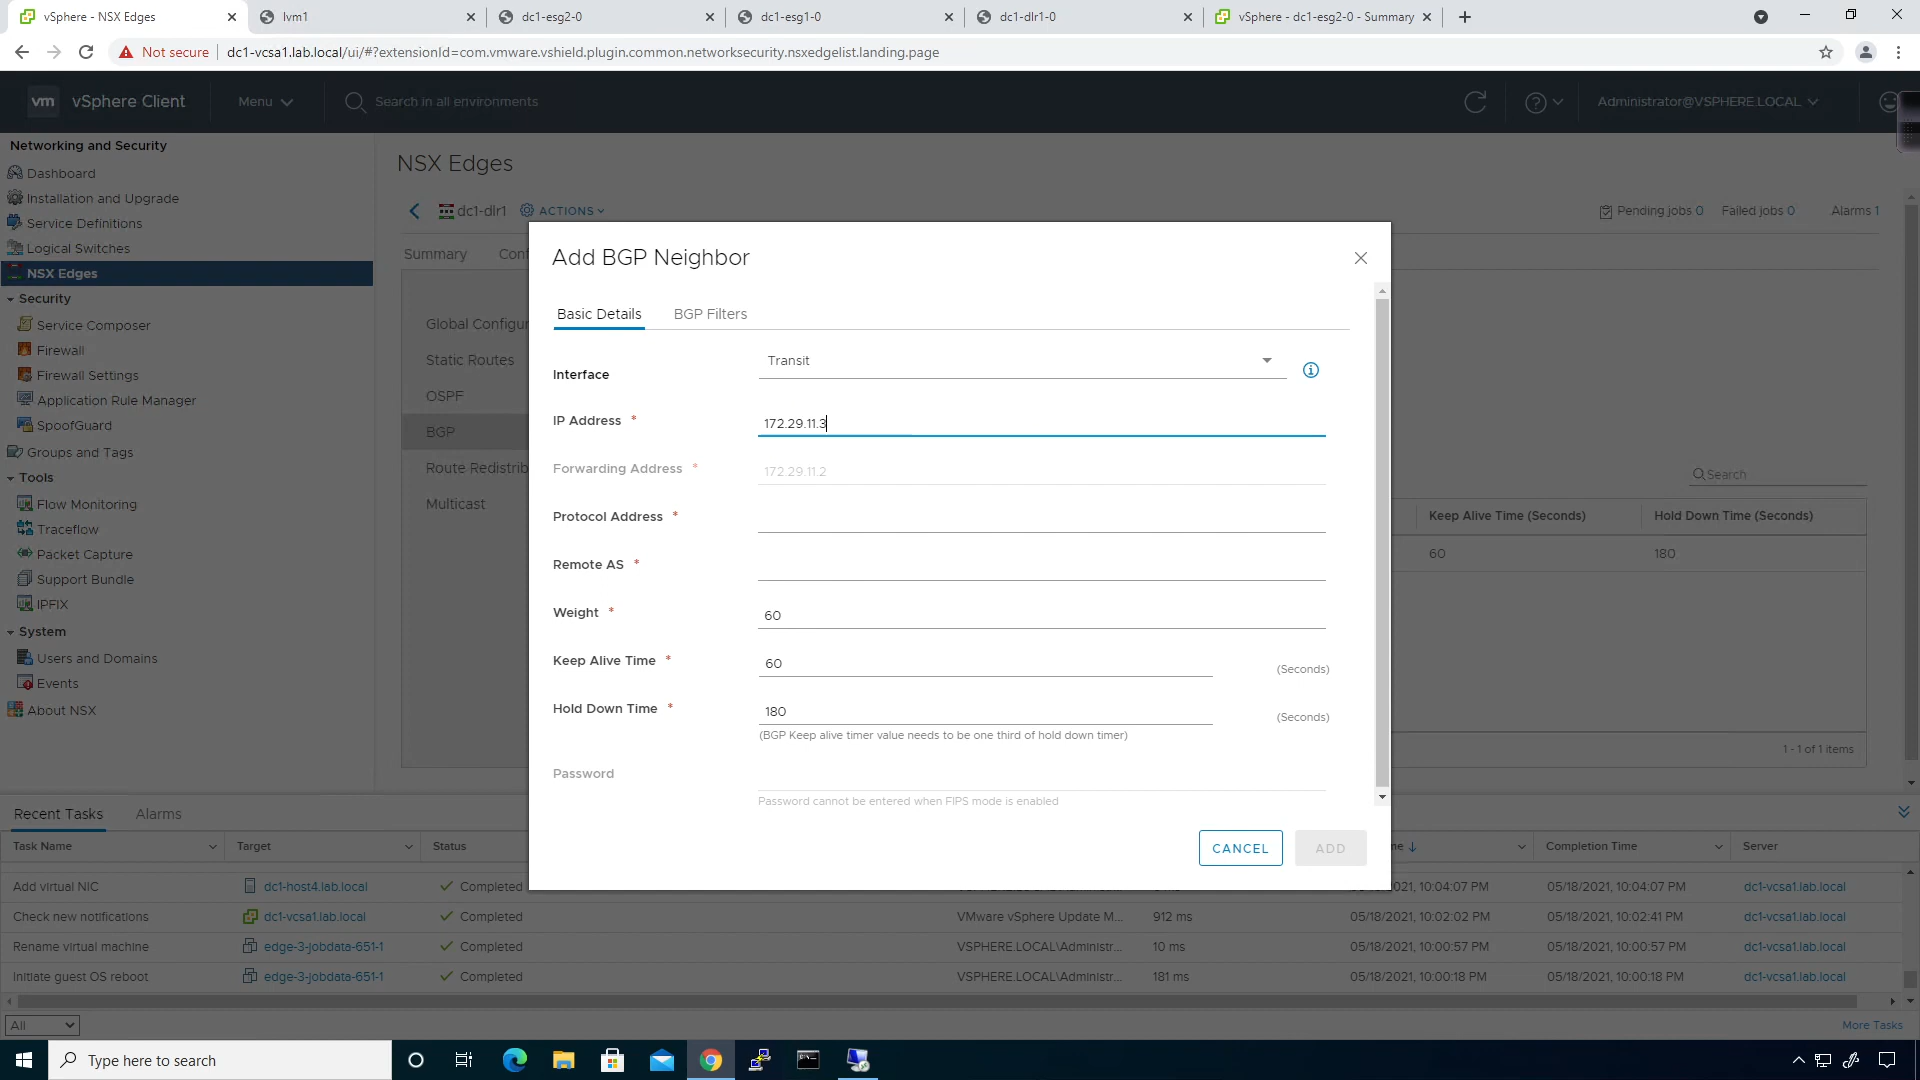 vSphere - NSX Edges
lvm1
dc1-esg2-0
dc1-esg1-0
dc1-dlr1-0
vSphere - dc1-esg2-0 - Summary
Not secure
dc1-vcsa1.lab.local/ui/#?extensionId=com.vmware.vshield.plugin.common.networksecurity.nsxedgelist.landing.page
vm vSphere Client
Menu
Search in all environments
Administrator@VSPHERE.LOCAL
Networking and Security
Dashboard
Installation and Upgrade
Service Definitions
Logical Switches
NSX Edges
Security
Service Composer
Firewall
Firewall Settings
Application Rule Manager
SpoofGuard
Groups and Tags
Tools
Flow Monitoring
Traceflow
Packet Capture
Support Bundle
IPFIX
System
Users and Domains
Events
About NSX
NSX Edges
dc1-dlr1
ACTIONS
Pending jobs 0
Failed jobs 0
Alarms 1
Summary
Conf
Global Configur
Static Routes
OSPF
BGP
Route Redistrib
Multicast
Search
Keep Alive Time (Seconds)
Hold Down Time (Seconds)
60
180
1 - 1 of 1 items
Add BGP Neighbor
Basic Details
BGP Filters
Interface
Transit
IP Address *
172.29.11.3
Forwarding Address *
172.29.11.2
Protocol Address *
Remote AS *
Weight *
60
Keep Alive Time *
60
(Seconds)
Hold Down Time *
180
(Seconds)
(BGP Keep alive timer value needs to be one third of hold down timer)
Password
Password cannot be entered when FIPS mode is enabled
CANCEL
ADD
Recent Tasks
Alarms
Task Name
Target
Status
me
Completion Time
Server
Add virtual NIC
dc1-host4.lab.local
Completed
05/18/2021, 10:04:07 PM
05/18/2021, 10:04:07 PM
dc1-vcsa1.lab.local
Check new notifications
dc1-vcsa1.lab.local
Completed
VMware vSphere Update M...
912 ms
05/18/2021, 10:02:02 PM
05/18/2021, 10:02:41 PM
dc1-vcsa1.lab.local
Rename virtual machine
edge-3-jobdata-651-1
Completed
VSPHERE.LOCAL\Administr...
10 ms
05/18/2021, 10:00:57 PM
05/18/2021, 10:00:57 PM
dc1-vcsa1.lab.local
Initiate guest OS reboot
edge-3-jobdata-651-1
Completed
VSPHERE.LOCAL\Administr...
181 ms
05/18/2021, 10:00:18 PM
05/18/2021, 10:00:18 PM
dc1-vcsa1.lab.local
All
More Tasks
Type here to search